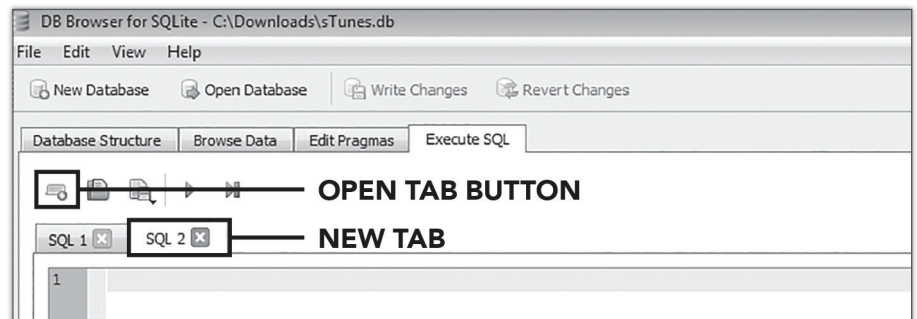 DB Browser for SQLite - C:\Downloads\sTunes.db
File Edit View Help
New Database Open Database Write Changes Revert Changes
Database Structure Browse Data Edit Pragmas Execute SQL
OPEN TAB BUTTON
SQL 1 SQL 2 NEW TAB
1